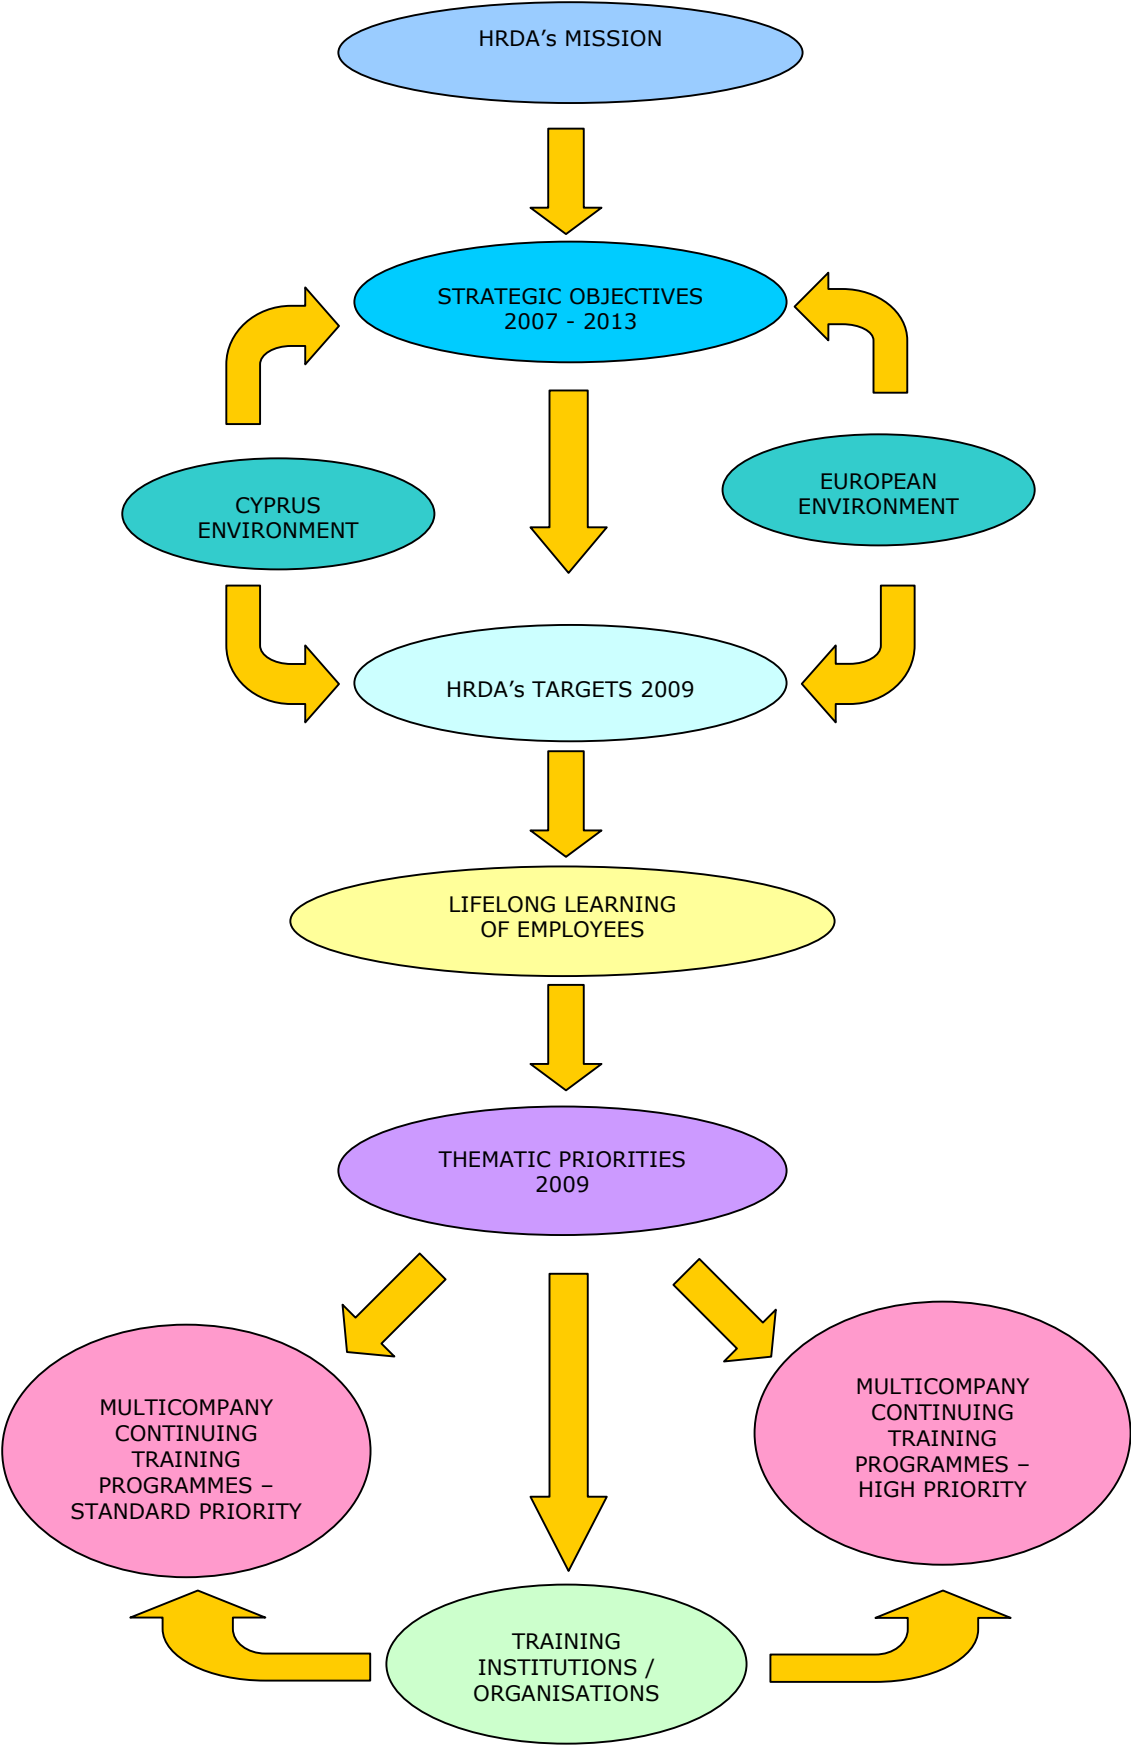 HRDA’s MISSION
STRATEGIC OBJECTIVES
2007 - 2013
CYPRUS
ENVIRONMENT
EUROPEAN
ENVIRONMENT
HRDA’s TARGETS 2009
LIFELONG LEARNING
OF EMPLOYEES
THEMATIC PRIORITIES
2009
MULTICOMPANY
CONTINUING
TRAINING
PROGRAMMES –
STANDARD PRIORITY
MULTICOMPANY
CONTINUING
TRAINING
PROGRAMMES –
HIGH PRIORITY
TRAINING
INSTITUTIONS /
ORGANISATIONS